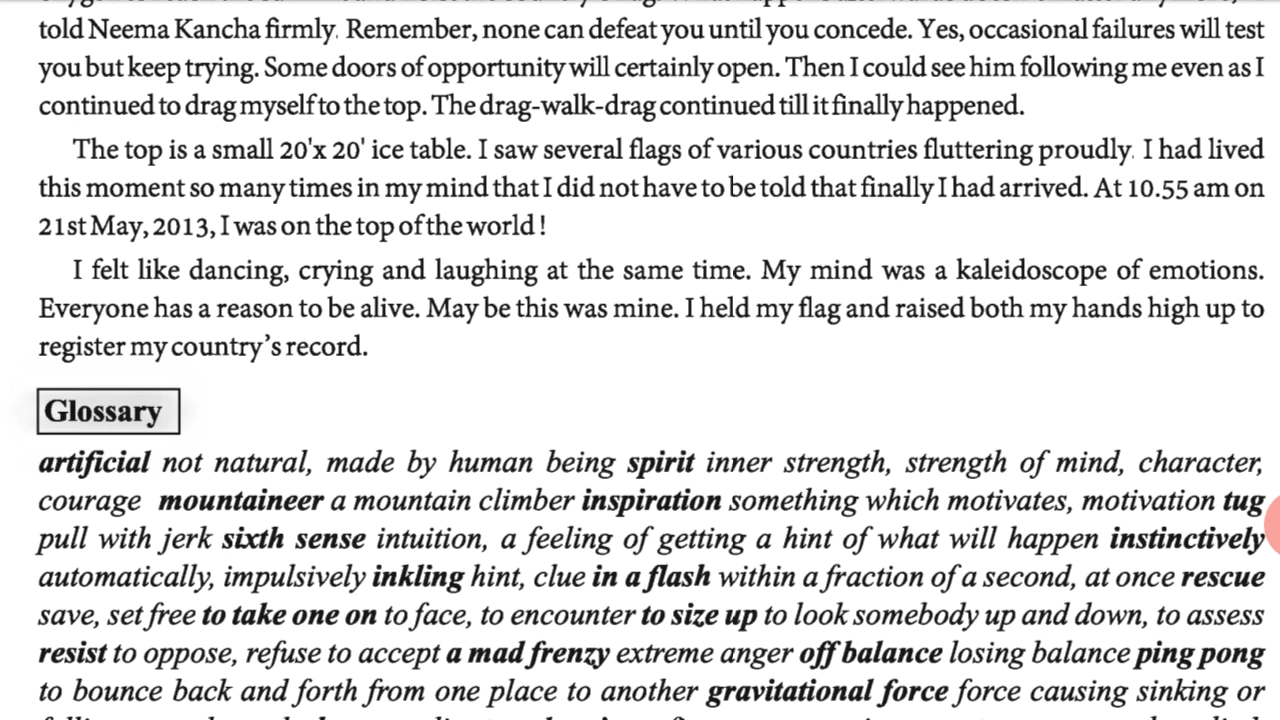 told Neema Kancha firmly. Remember, none can defeat you until you concede. Yes, occasional failures will test
you but keep trying. Some doors of opportunity will certainly open. Then I could see him following me even as I
continued to drag myself to the top. The drag-walk-drag continued till it finally happened.
The top is a small 20'x 20' ice table. I saw several flags of various countries fluttering proudly. I had lived
this moment so many times in my mind that I did not have to be told that finally I had arrived. At 10.55 am on
21st May, 2013, I was on the top of the world !
I felt like dancing, crying and laughing at the same time. My mind was a kaleidoscope of emotions.
Everyone has a reason to be alive. May be this was mine. I held my flag and raised both my hands high up to
register my country's record.
Glossary
artificial not natural, made by human being spirit inner strength, strength of mind, character,
courage mountaineer a mountain climber inspiration something which motivates, motivation tug
pull with jerk sixth sense intuition, a feeling of getting a hint of what will happen instinctively
automatically, impulsively inkling hint, clue in a flash within a fraction of a second, at once rescue
save, set free to take one on to face, to encounter to size up to look somebody up and down, to assess
resist to oppose, refuse to accept a mad frenzy extreme anger off balance losing balance ping pong
to bounce back and forth from one place to another gravitational force force causing sinking or